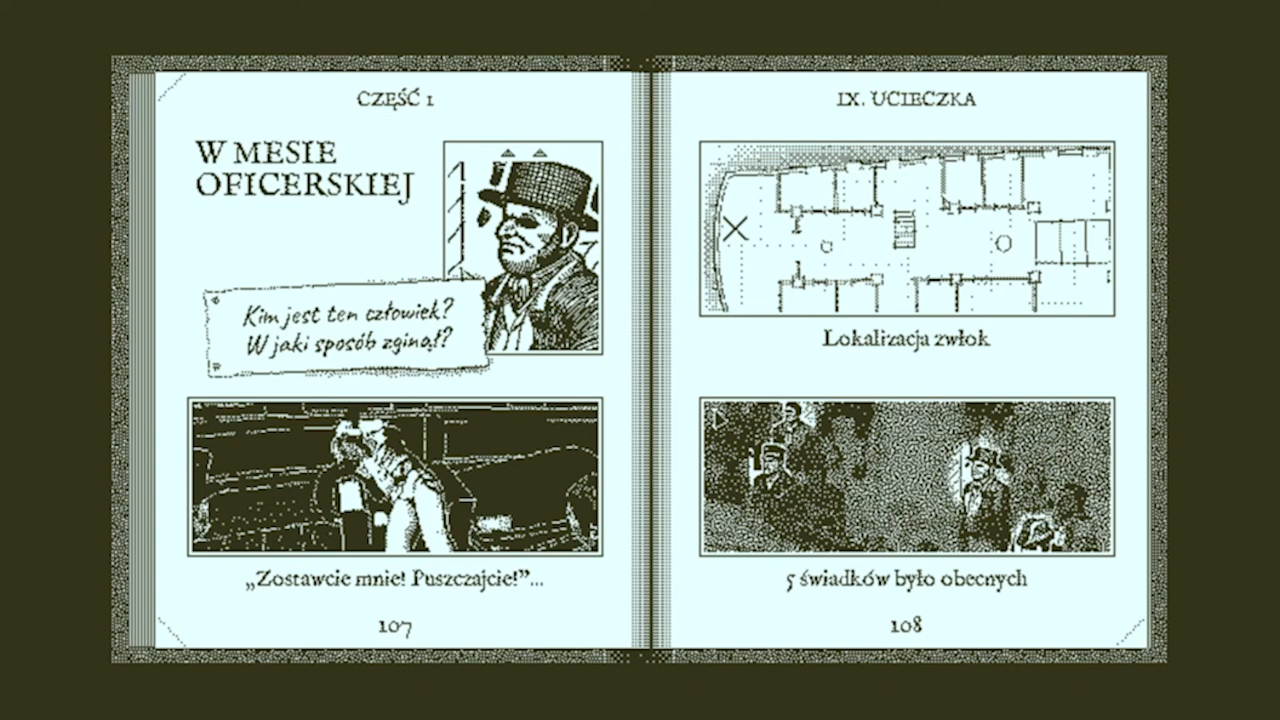 CZĘŚĆ 1
W MESIE
OFICERSKIEJ
Kim jest ten człowiek?
W jaki sposób zginął?
„Zostawcie mnie! Puszczajcie!”...
107
IX. UCIECZKA
Lokalizacja zwłok
5 świadków było obecnych
108